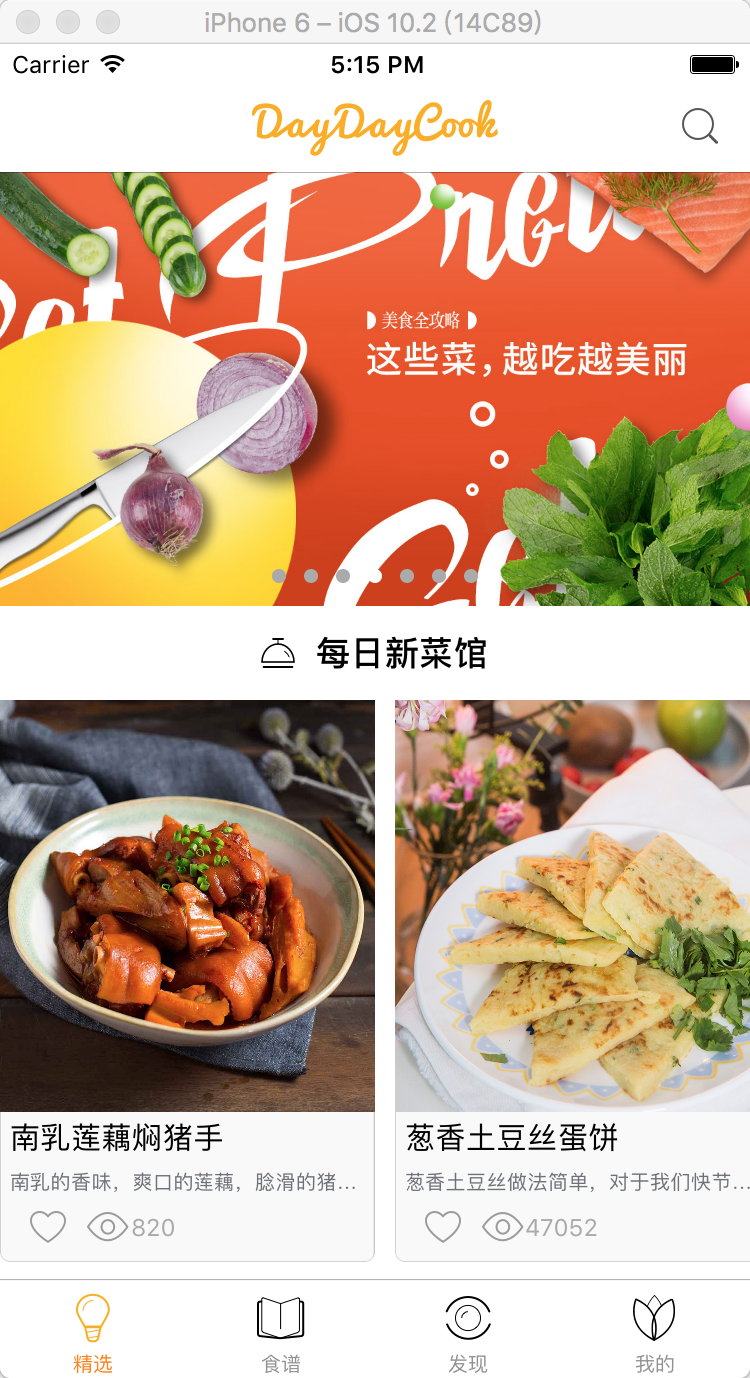 iPhone 6 – iOS 10.2 (14C89)
Carrier
5:15 PM
DayDayCook
美食全攻略
这些菜，越吃越美丽
每日新菜馆
南乳莲藕焖猪手
南乳的香味，爽口的莲藕，脸滑的猪...
820
葱香土豆丝蛋饼
葱香土豆丝做法简单，对于我们快节...
47052
精选
食谱
发现
我的